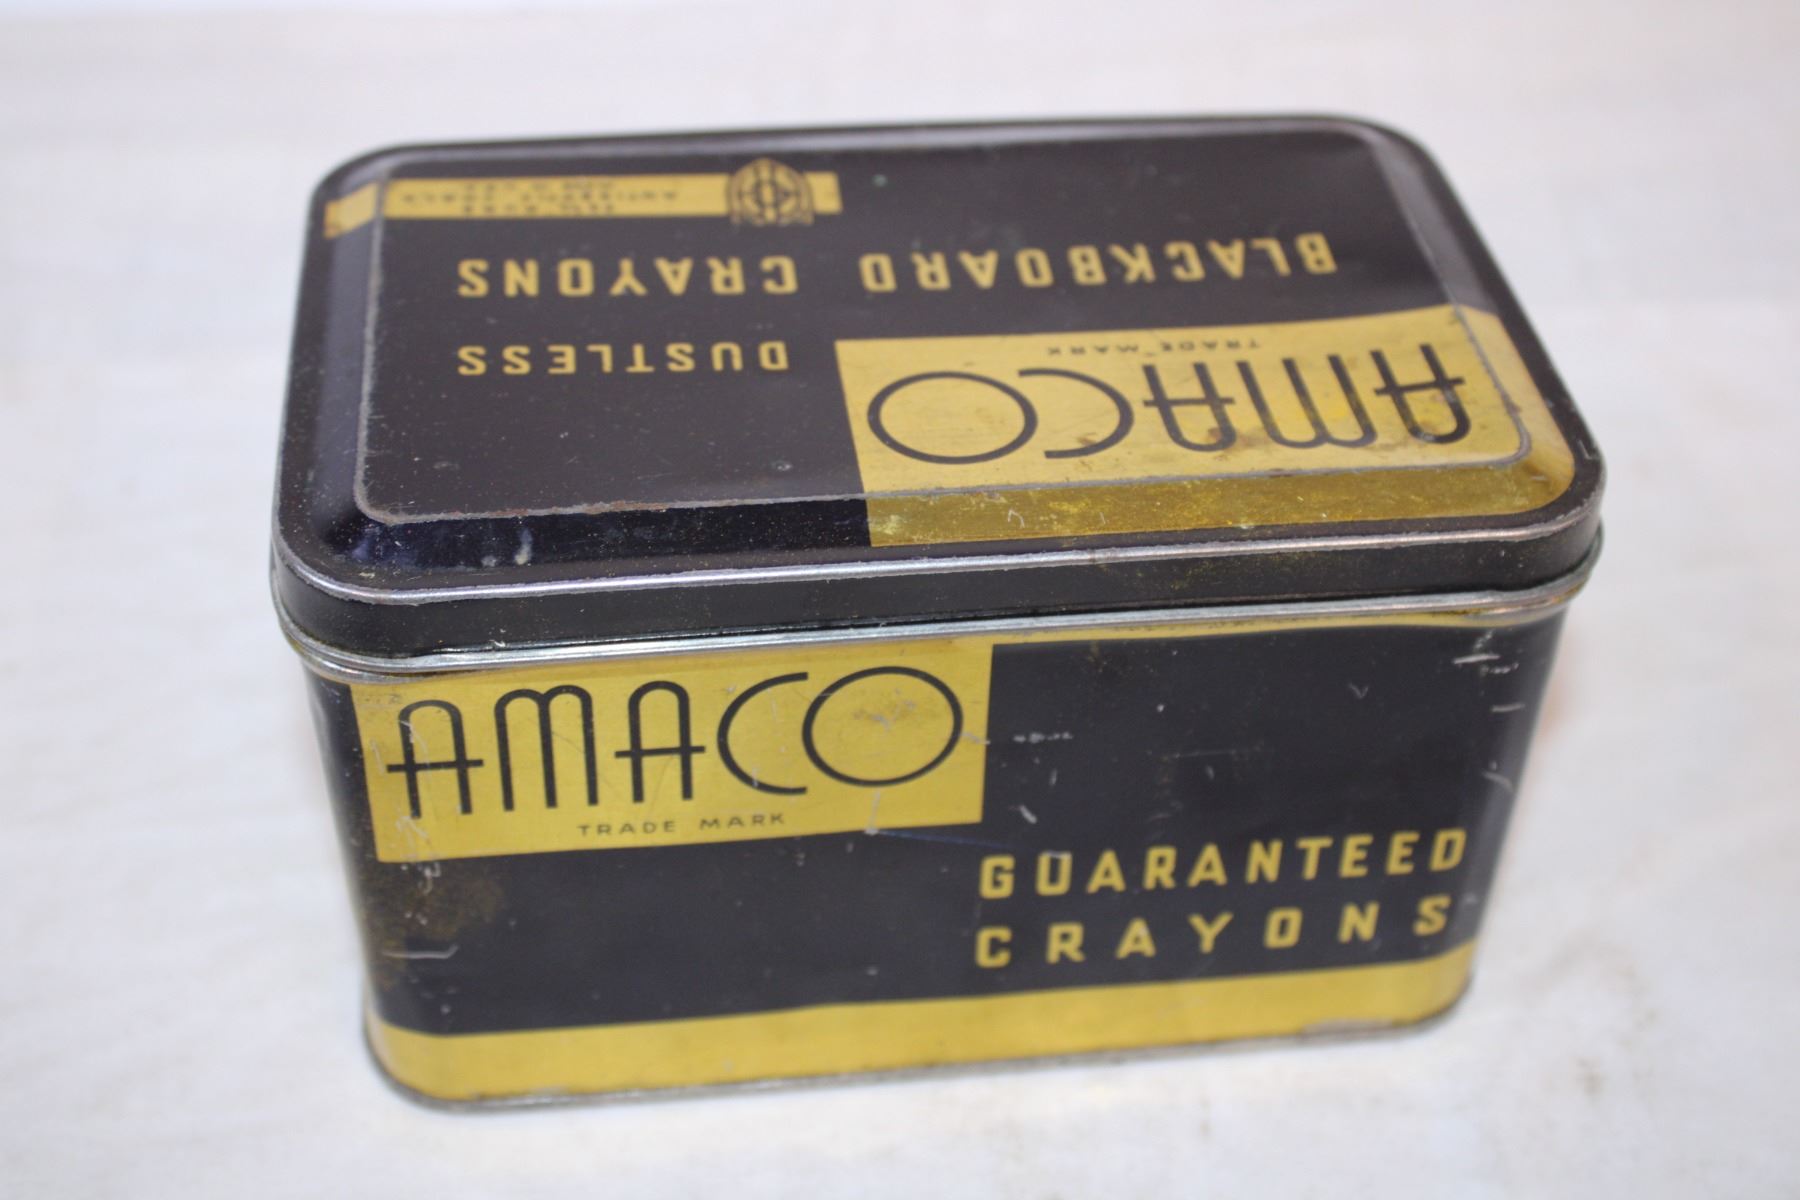 AMACO
TRADE MARK
DUSTLESS
BLACKBOARD CRAYONS
AMACO
TRADE MARK
GUARANTEED
CRAYONS